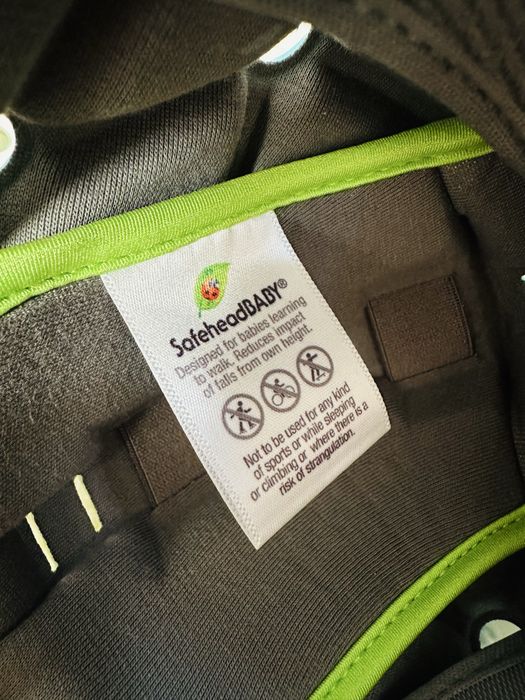 SafeheadBABY®
Designed for babies learning
to walk. Reduces impact
of falls from own height.
Not to be used for any kind
of sports or while sleeping
or climbing or where there is a
risk of strangulation.